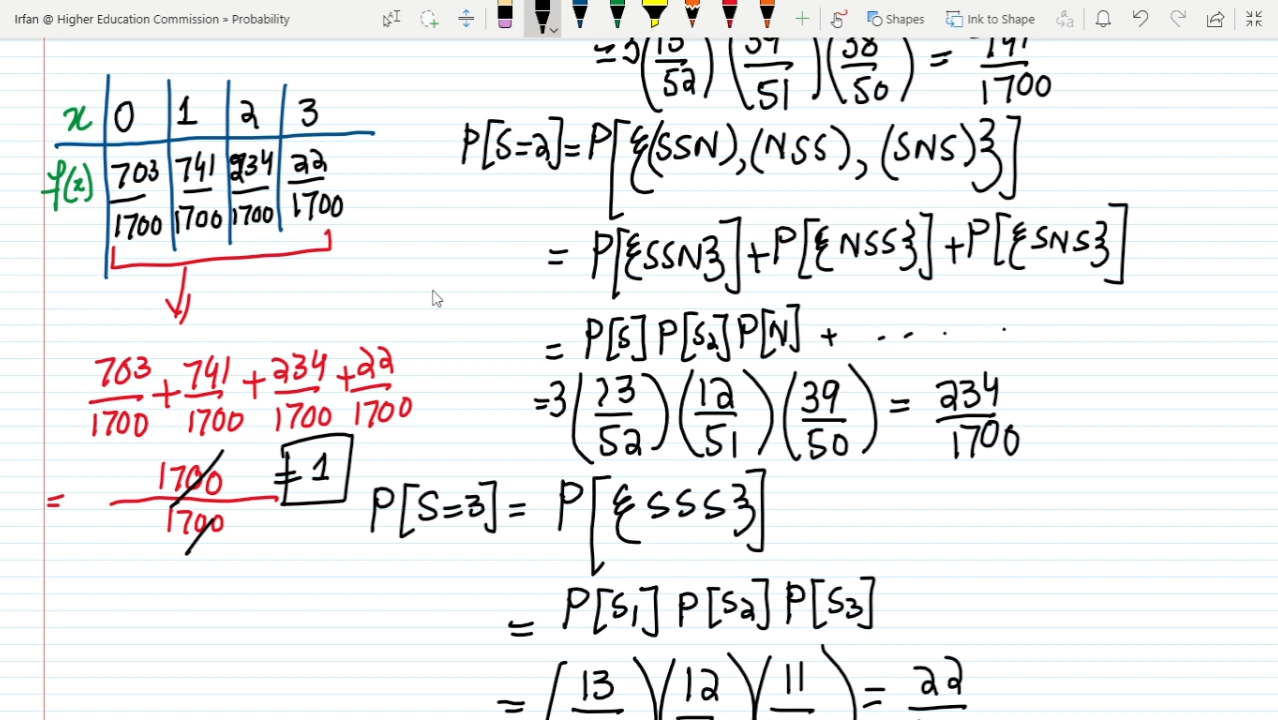 Irfan @ Higher Education Commission » Probability
Shapes
Ink to Shape
x 0 1 2 3
f(x) 703/1700 741/1700 234/1700 22/1700
703/1700 + 741/1700 + 234/1700 + 22/1700
= 1700/1700 = 1
= 3(13/52)(39/51)(38/50) = 741/1700
P[S=2] = P[{(SSN), (NSS), (SNS)}]
= P[{SSN}] + P[{NSS}] + P[{SNS}]
= P[S] P[S2] P[N] + . . . .
= 3(13/52)(12/51)(39/50) = 234/1700
P[S=3] = P[{SSS}]
= P[S1] P[S2] P[S3]
= (13/ )(12/ )(11/ ) = 22/